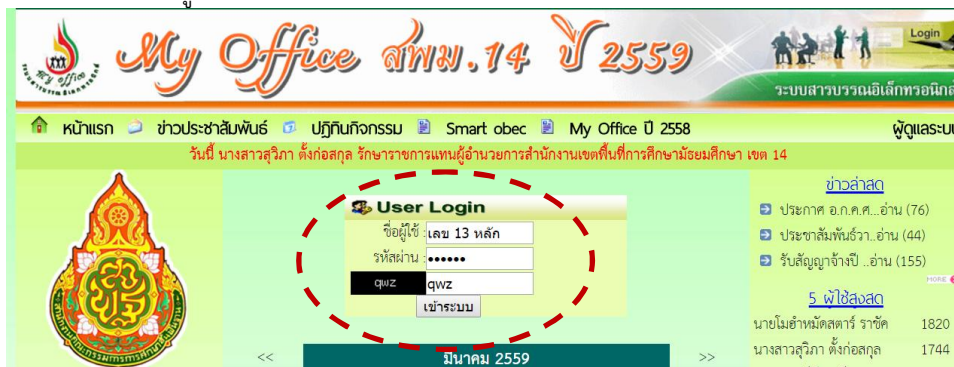 My Office สพม.14 ปี 2559
Login
My office
ระบบสารบรรณอิเล็กทรอนิกส์
หน้าแรก ข่าวประชาสัมพันธ์ ปฏิทินกิจกรรม Smart obec My Office ปี 2558 ผู้ดูแลระบบ
วันนี้ นางสาวสุวิภา ตั้งก่อสกุล รักษาราชการแทนผู้อำนวยการสำนักงานเขตพื้นที่การศึกษามัธยมศึกษา เขต 14
User Login
ชื่อผู้ใช้ : เลข 13 หลัก
รหัสผ่าน : ••••••
qwz qwz
เข้าระบบ
<< มีนาคม 2559 >>
ข่าวล่าสุด
ประกาศ อ.ก.ค.ศ...อ่าน (76)
ประชาสัมพันธ์วา..อ่าน (44)
รับสัญญาจ้างปี ..อ่าน (155)
MORE
5 ผู้ใช้สูงสุด
นายโมฮำหมัดสตาร์ ราชัค 1820
นางสาวสุวิภา ตั้งก่อสกุล 1744